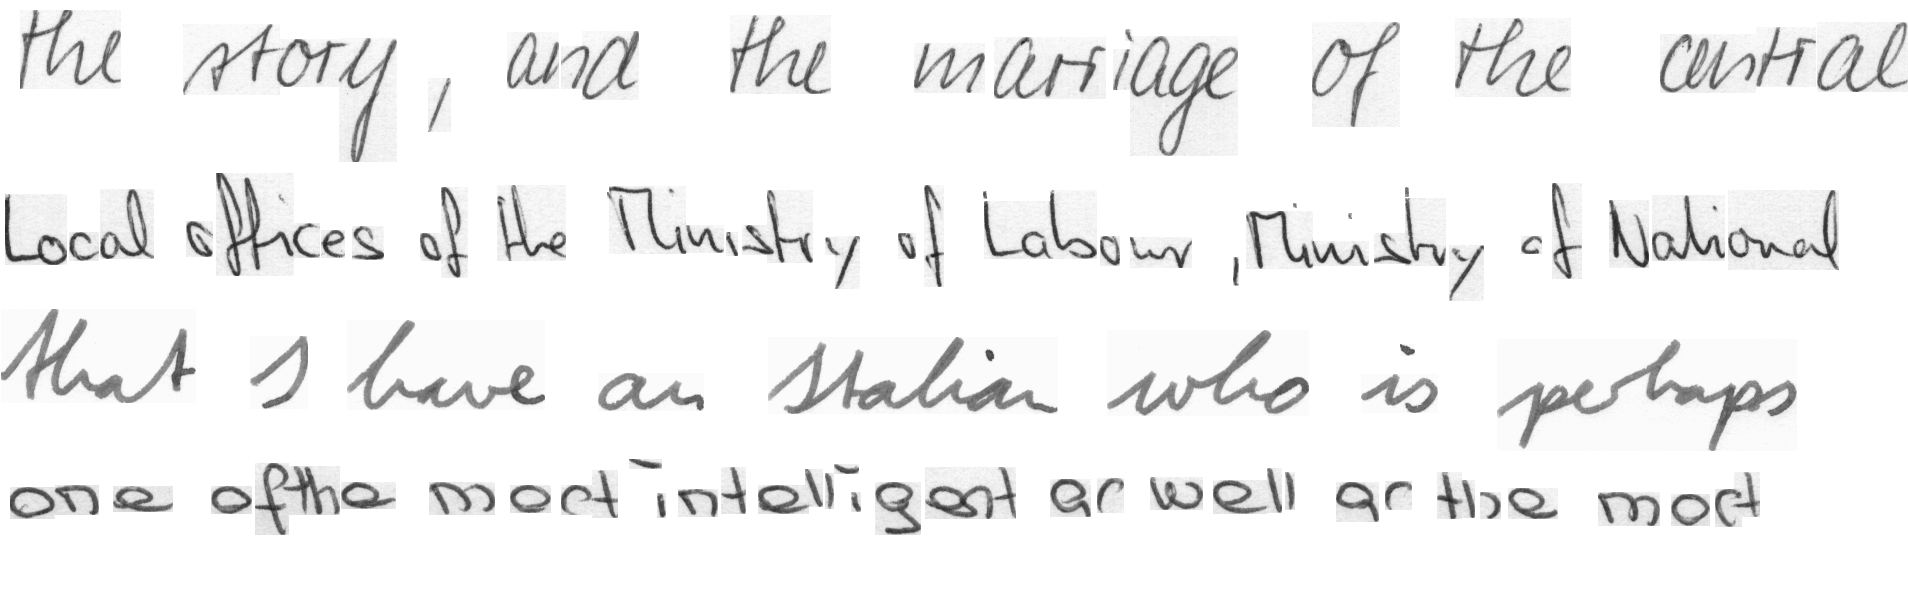 the story, and the marriage of the central
Local offices of the Ministry of Labour, Ministry of National
that I have an Italian who is perhaps
one of the most intelligent as well as the most